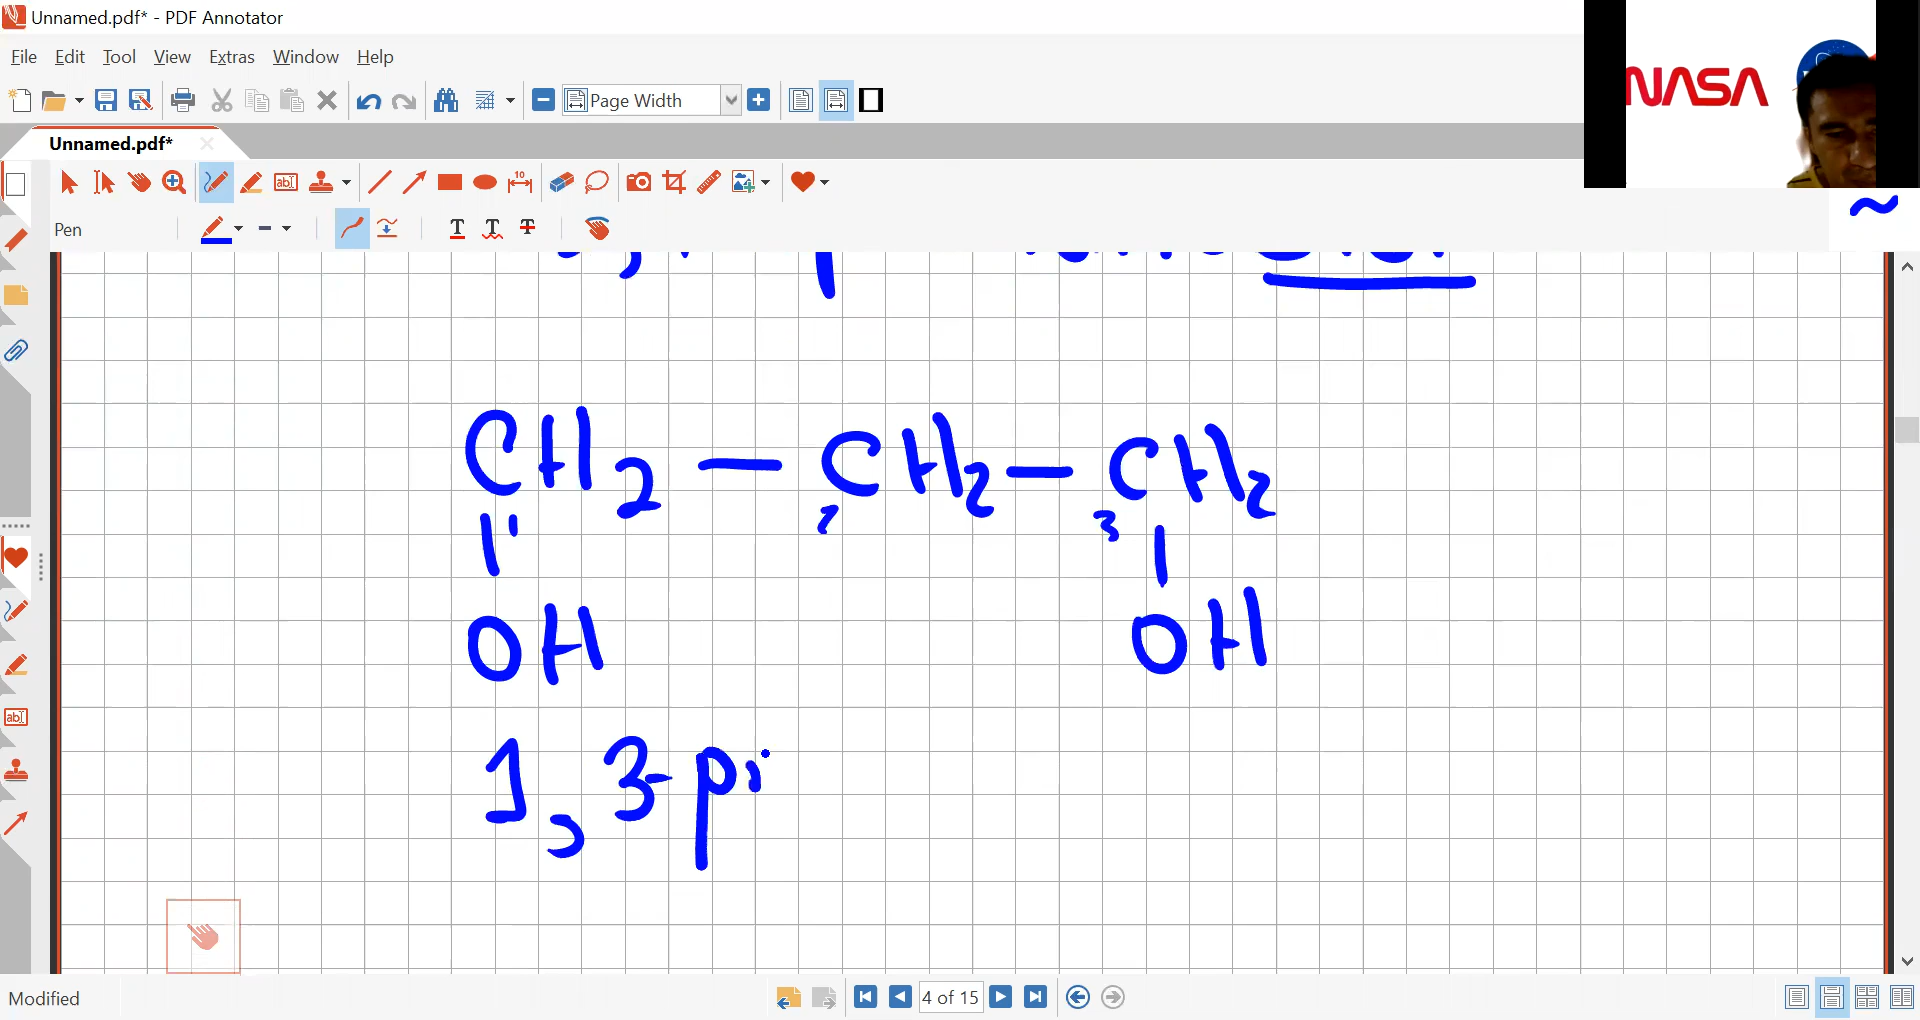 Unnamed.pdf* - PDF Annotator
File Edit Tool View Extras Window Help
Page Width
NASA
Unnamed.pdf*
10
Pen
T T T
CH2 — CH2 — CH2
1 2 3
OH OH
1,3-pi
Modified
4 of 15